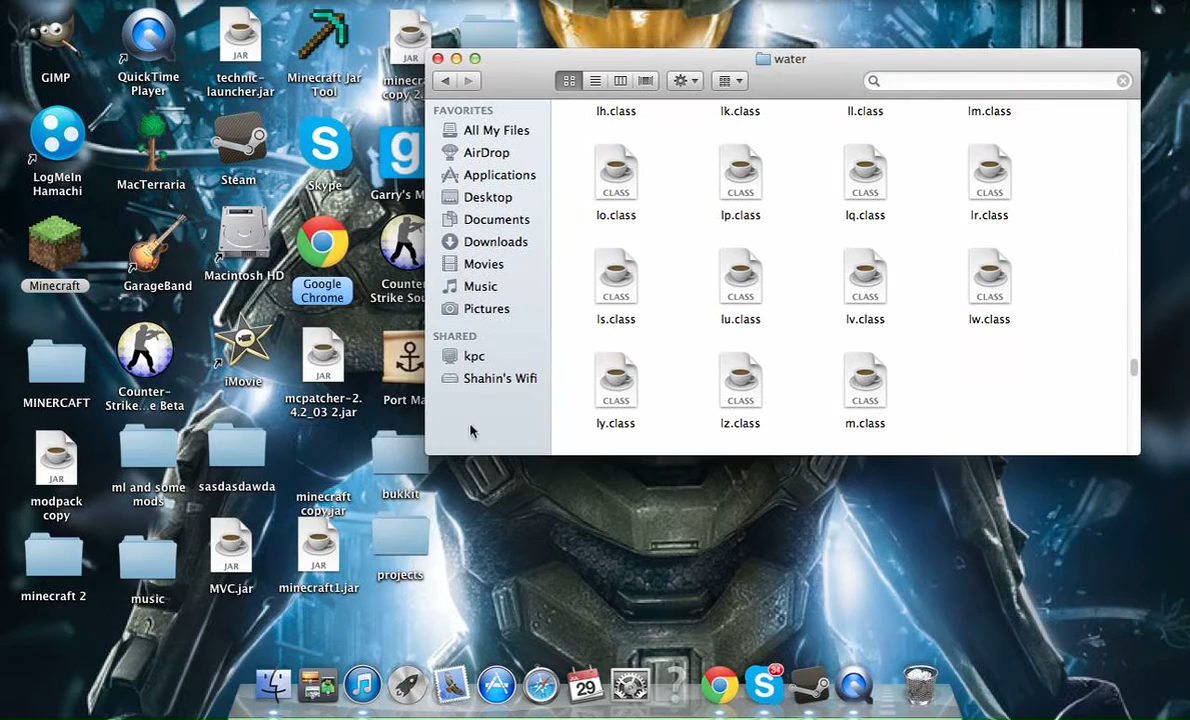 GIMP
QuickTime
Player
JAR
technic-
launcher.jar
Minecraft Jar
Tool
JAR
minec
copy 2.
LogMeIn
Hamachi
MacTerraria
Steam
Skype
Garry's M
Minecraft
GarageBand
Macintosh HD
Google
Chrome
Counter
Strike Sou
MINERCAFT
Counter-
Strike...e Beta
iMovie
JAR
mcpatcher-2.
4.2_03 2.jar
Port Ma
JAR
modpack
copy
ml and some
mods
sasdasdawda
minecraft
copy.jar
bukkit
minecraft 2
music
JAR
MVC.jar
JAR
minecraft1.jar
projects
water
FAVORITES
All My Files
AirDrop
Applications
Desktop
Documents
Downloads
Movies
Music
Pictures
SHARED
kpc
Shahin's Wifi
lh.class
lk.class
ll.class
lm.class
CLASS
CLASS
CLASS
CLASS
lo.class
lp.class
lq.class
lr.class
CLASS
CLASS
CLASS
CLASS
ls.class
lu.class
lv.class
lw.class
CLASS
CLASS
CLASS
ly.class
lz.class
m.class
JUL
29
34